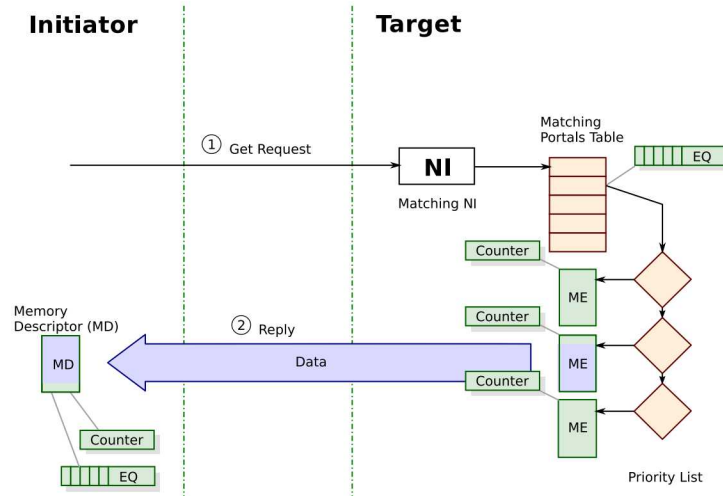 Initiator
Target
Matching
Portals Table
1
Get Request
NI
EQ
Matching NI
Counter
ME
Memory
Descriptor (MD)
2
Reply
Counter
MD
Data
ME
Counter
ME
Counter
EQ
Priority List